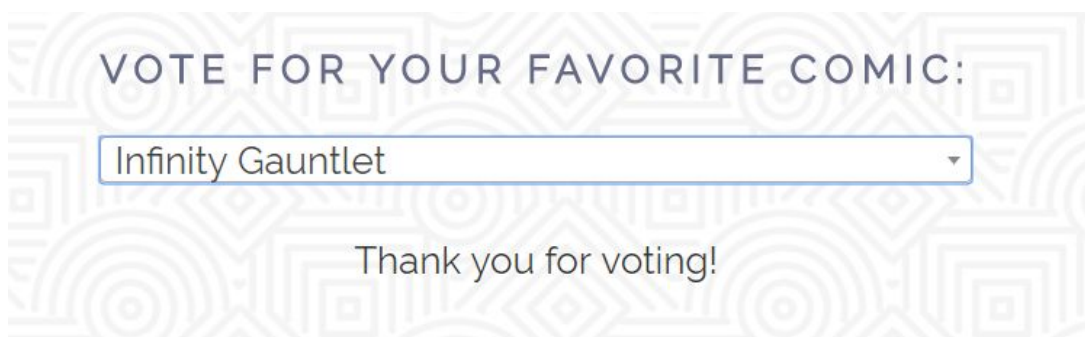 VOTE FOR YOUR FAVORITE COMIC:
Infinity Gauntlet
Thank you for voting!